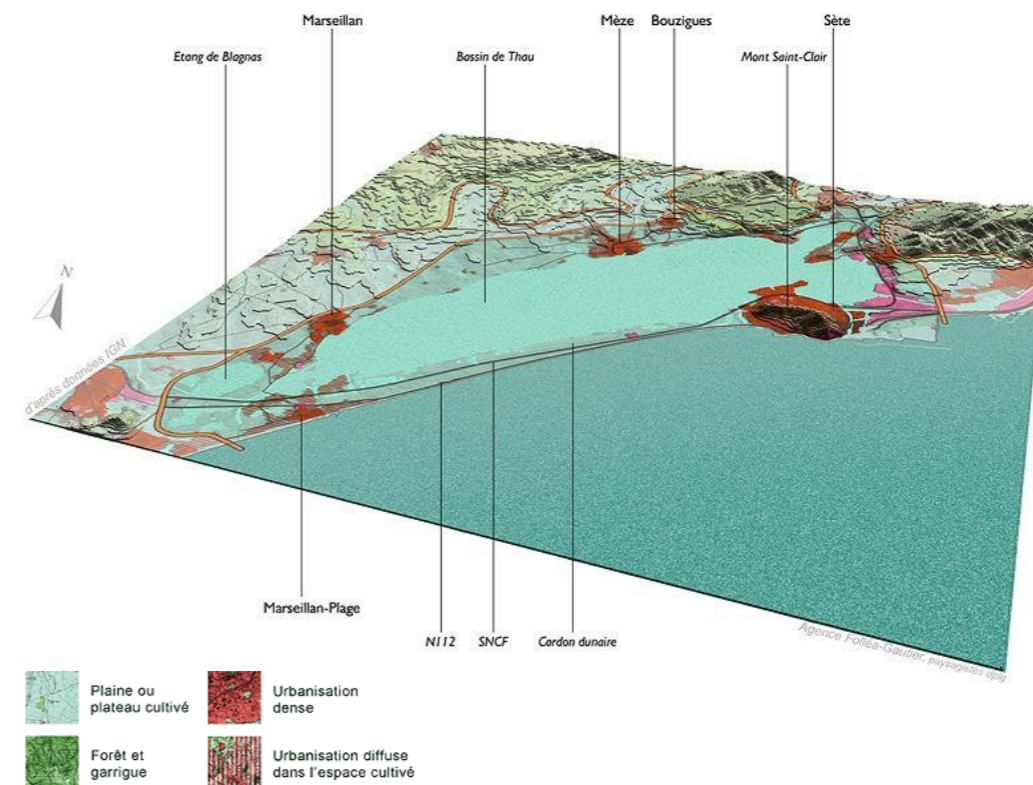 Marseillan
Mèze
Bouzigues
Sète
Etang de Blagnas
Bassin de Thau
Mont Saint-Clair
N
d'après données IGN
Marseillan-Plage
N112
SNCF
Cordon dunaire
Agence Folléa-Gautier, paysagistes dplg
Plaine ou
plateau cultivé
Urbanisation
dense
Forêt et
garrigue
Urbanisation diffuse
dans l'espace cultivé